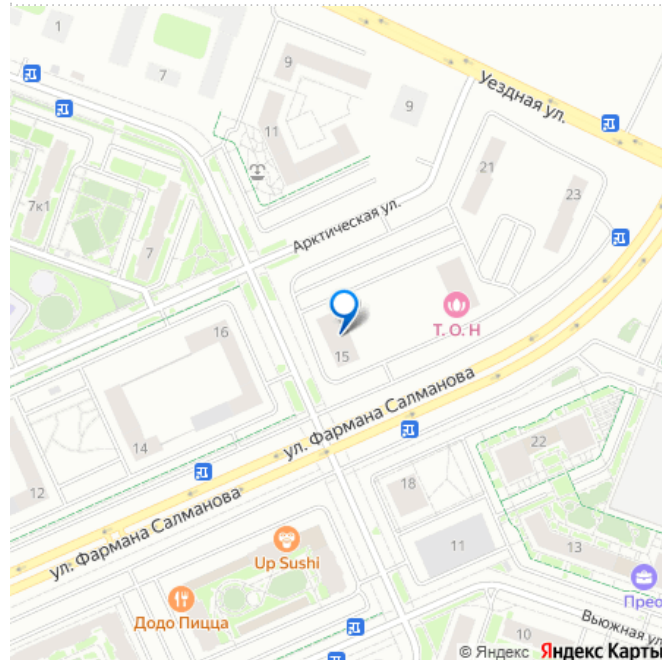 1
7
9
9
Уездная ул.
11
21
23
7к1
7
Арктическая ул.
16
Т. О. Н
15
14
ул. Фармана Салманова
12
22
18
ул. Фармана Салманова
11
13
Up Sushi
Додо Пицца
Прео
10
Вьюжная ул
© Яндекс Яндекс Карты